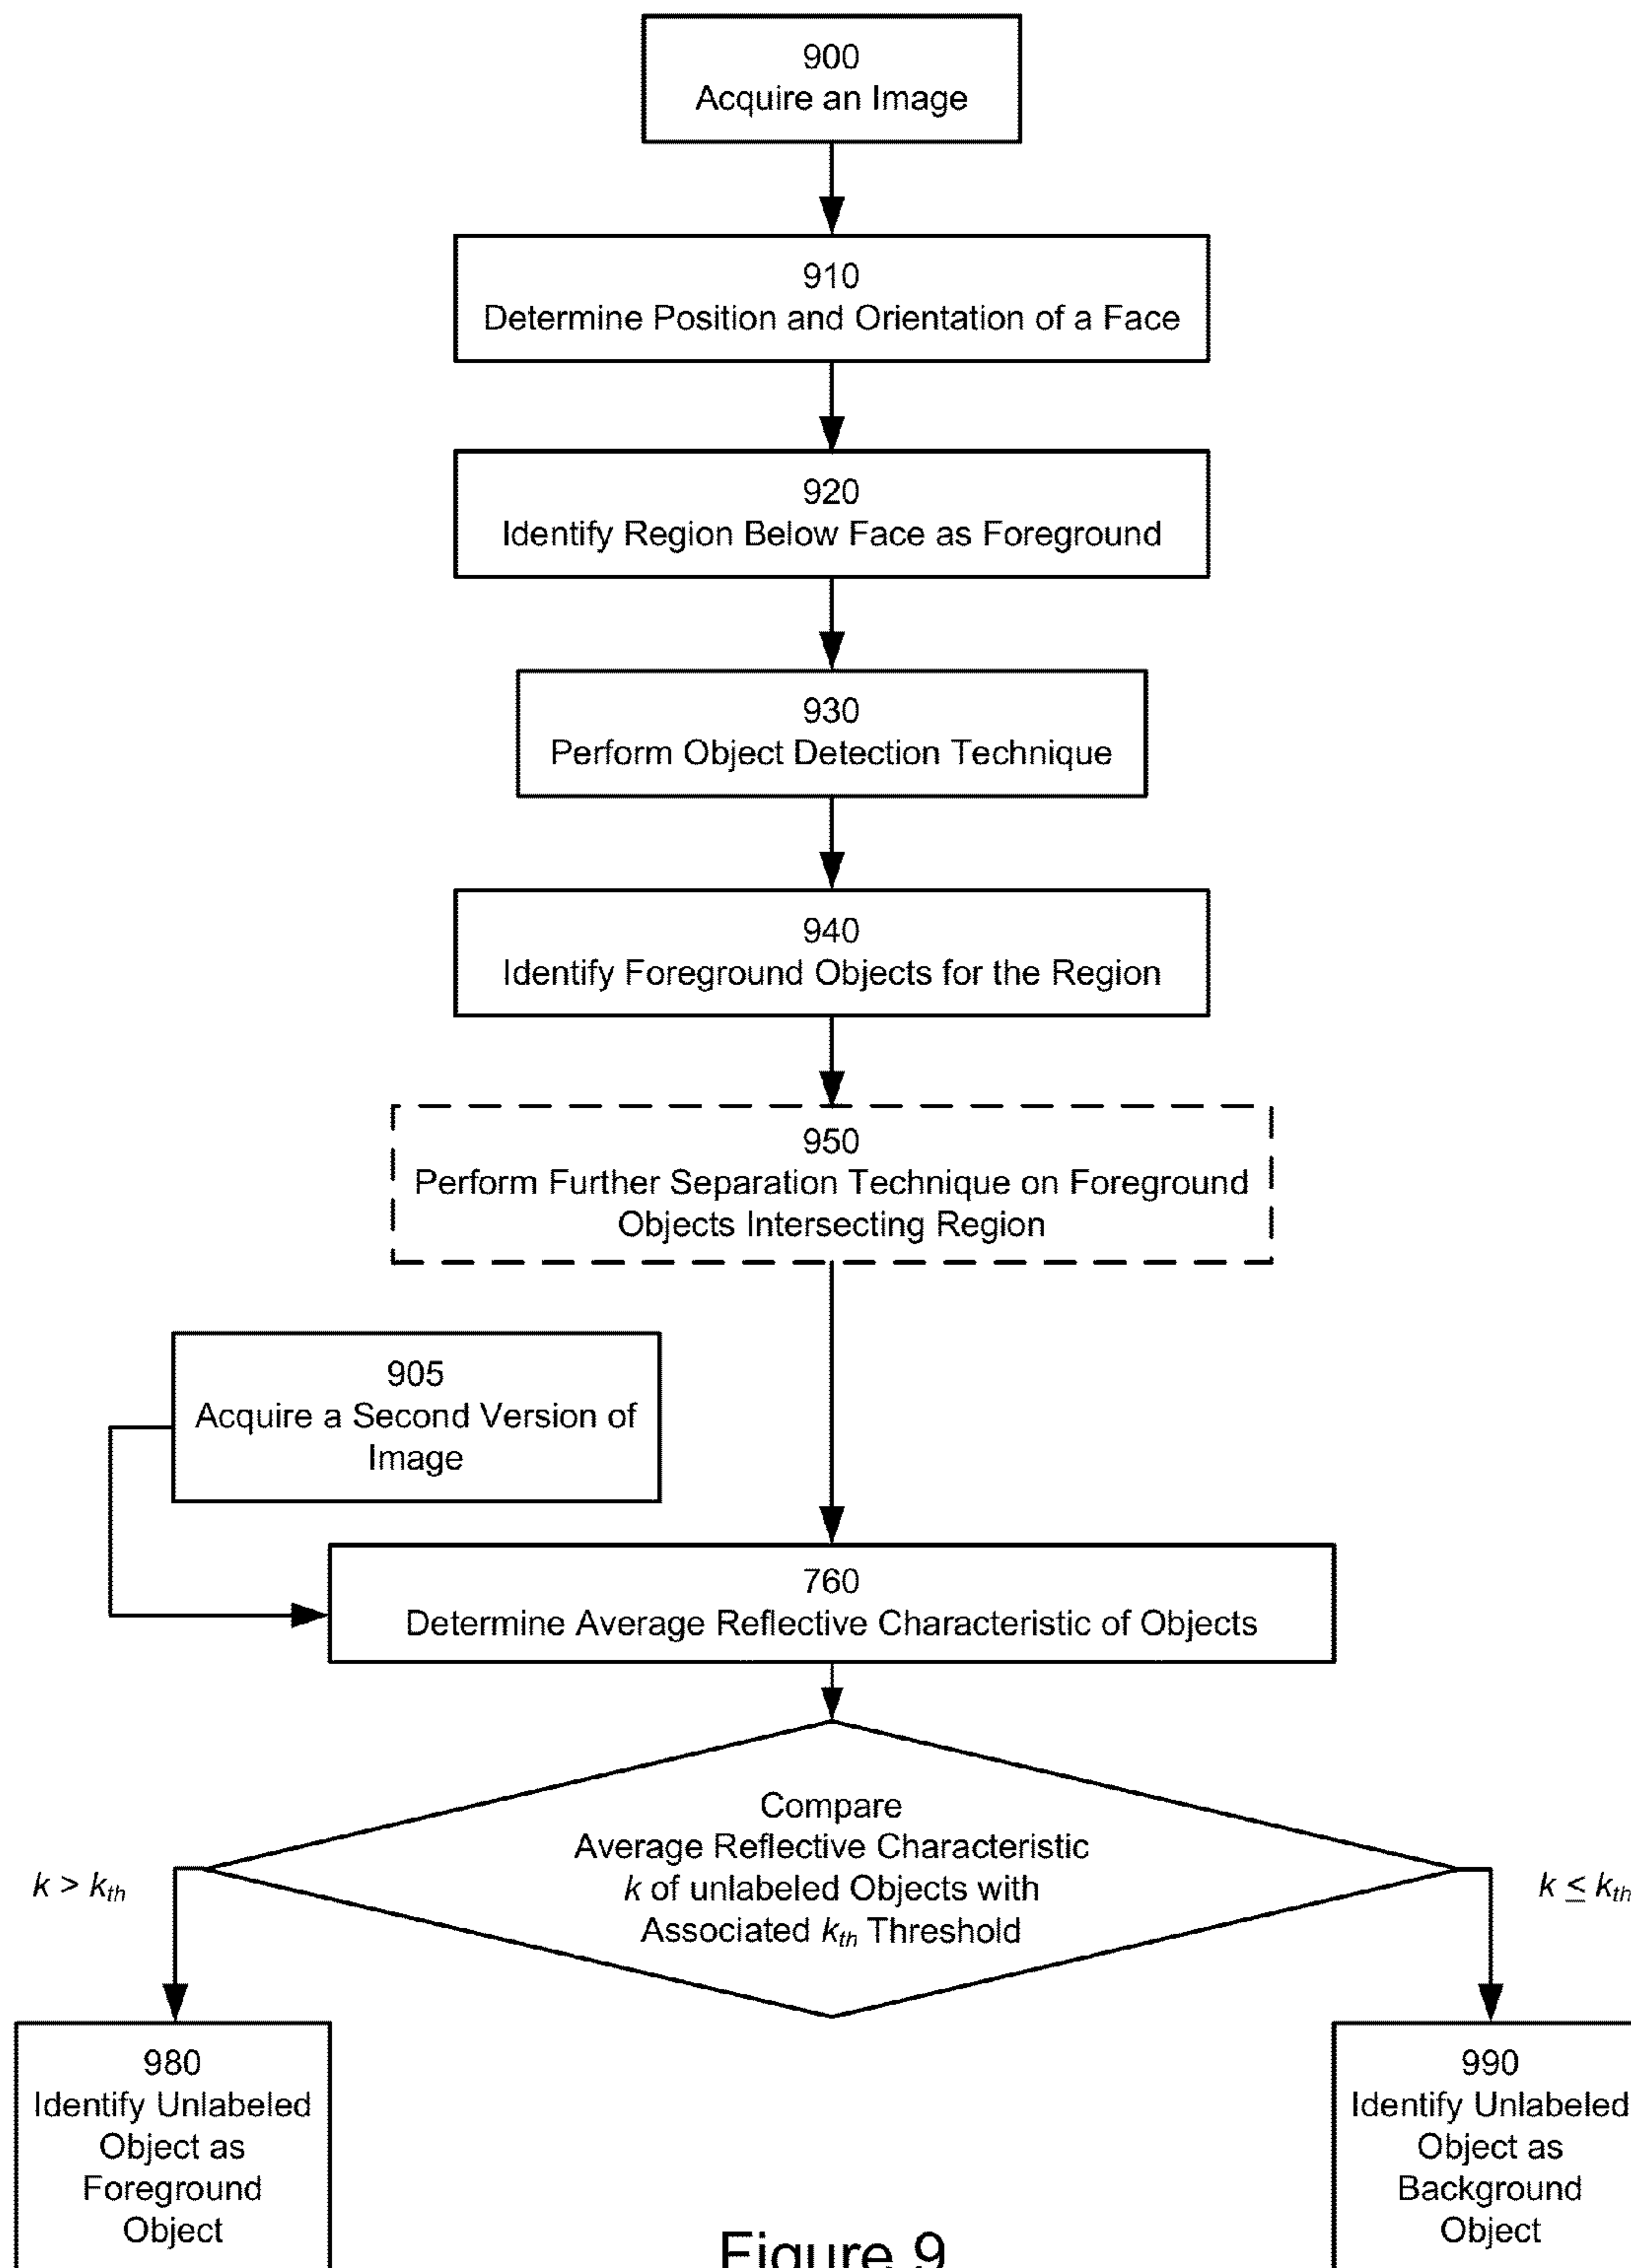 900
Acquire an Image
910
Determine Position and Orientation of a Face
920
Identify Region Below Face as Foreground
930
Perform Object Detection Technique
940
Identify Foreground Objects for the Region
950
Perform Further Separation Technique on Foreground
Objects Intersecting Region
905
Acquire a Second Version of
Image
760
Determine Average Reflective Characteristic of Objects
Compare
Average Reflective Characteristic
k of unlabeled Objects with
Associated kth Threshold
k > kth
k ≤ kth
980
Identify Unlabeled
Object as
Foreground
Object
990
Identify Unlabeled
Object as
Background
Object
Figure 9